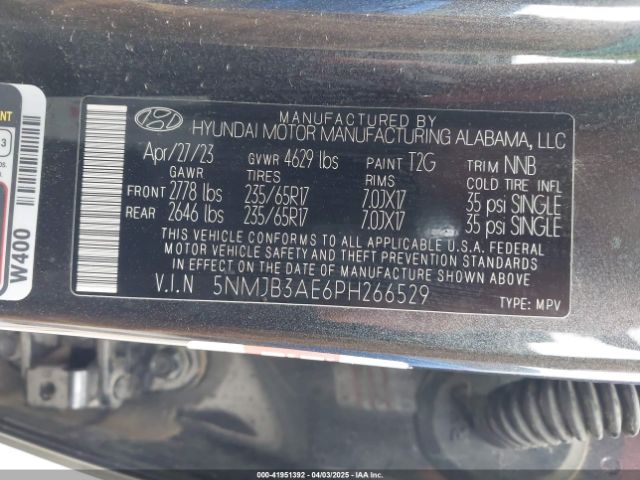 MANUFACTURED BY
HYUNDAI MOTOR MANUFACTURING ALABAMA, LLC
Apr/27/23 GVWR 4629 lbs PAINT T2G TRIM NNB
GAWR TIRES RIMS COLD TIRE INFL
FRONT 2778 lbs 235/65R17 7.0JX17 35 psi SINGLE
REAR 2646 lbs 235/65R17 7.0JX17 35 psi SINGLE
THIS VEHICLE CONFORMS TO ALL APPLICABLE U.S.A. FEDERAL
MOTOR VEHICLE SAFETY AND THEFT PREVENTION STANDARDS
IN EFFECT ON THE DATE OF MANUFACTURE SHOWN ABOVE.
V.I.N 5NMJB3AE6PH266529
TYPE: MPV
W400
00-41951392 - 04/03/2025 - IAAI - Copart